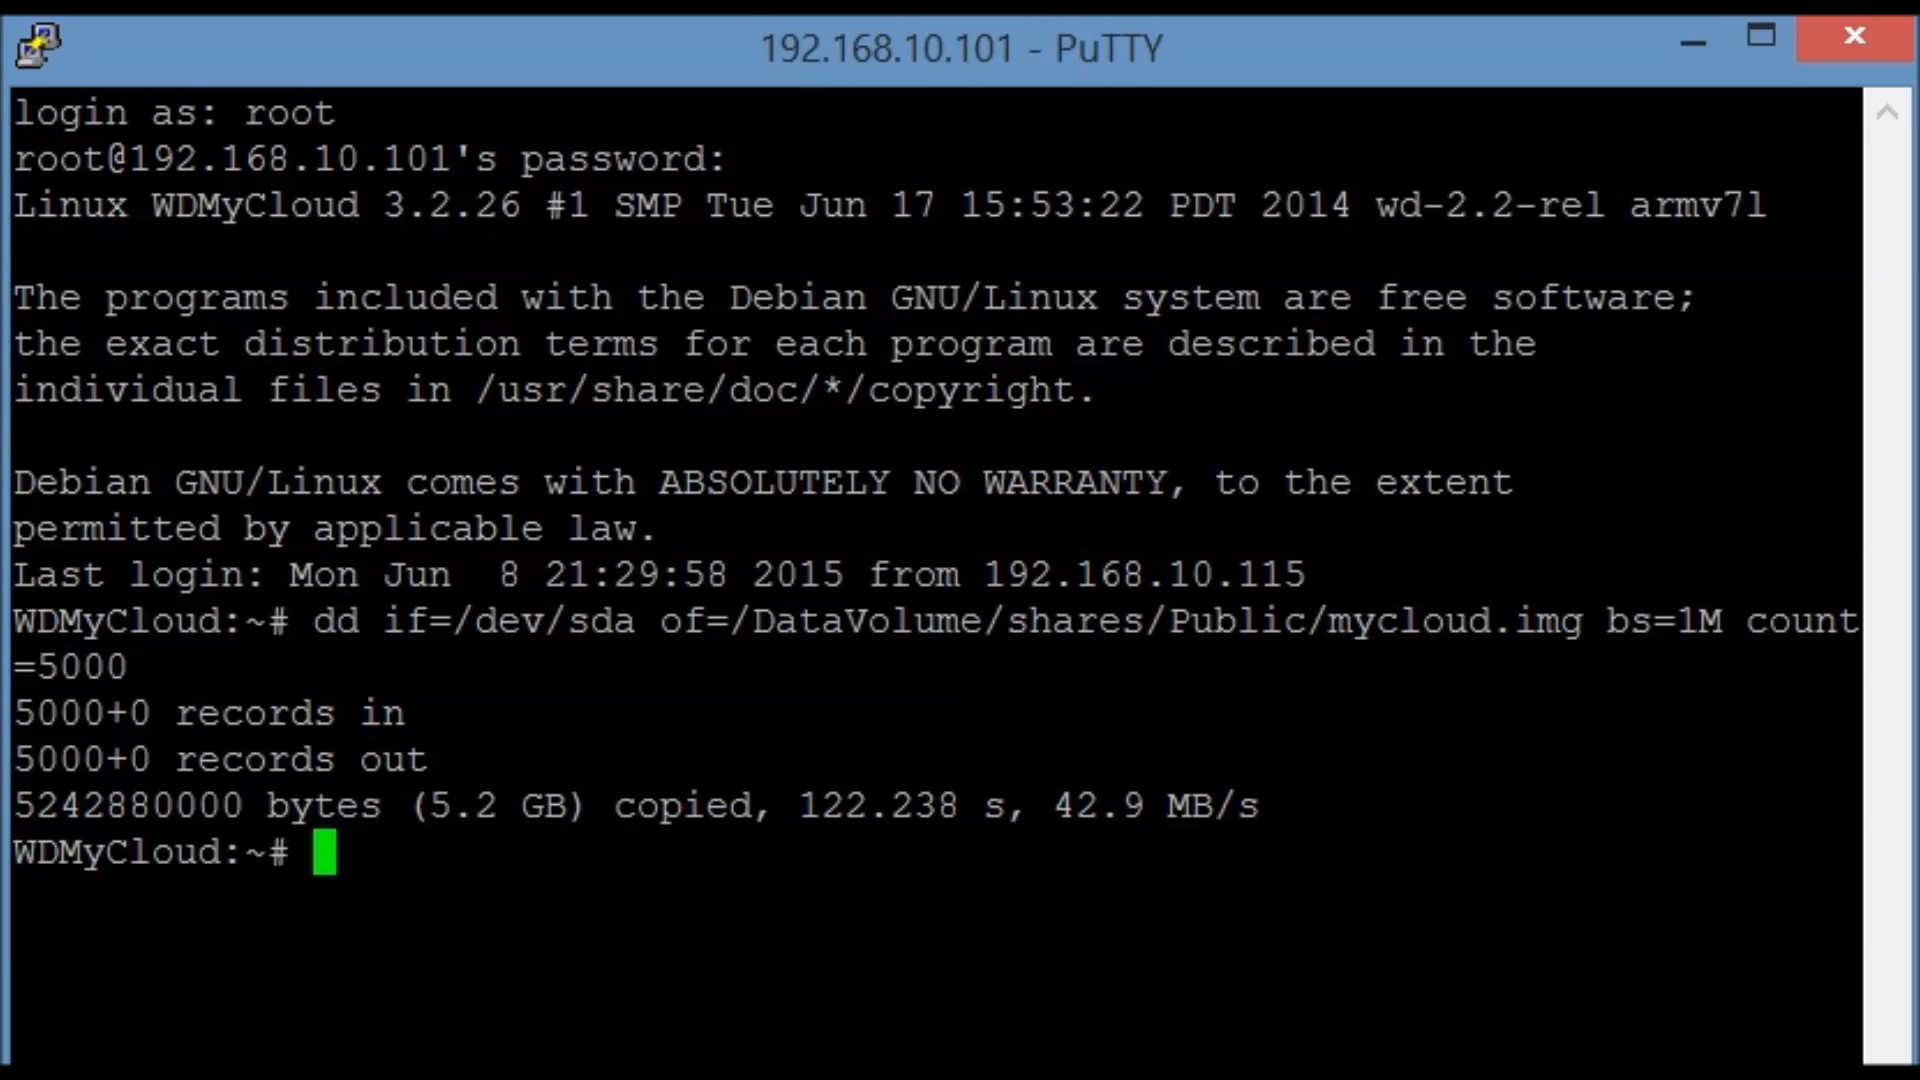 192.168.10.101 - PuTTY
login as: root
root@192.168.10.101's password:
Linux WDMyCloud 3.2.26 #1 SMP Tue Jun 17 15:53:22 PDT 2014 wd-2.2-rel armv7l
The programs included with the Debian GNU/Linux system are free software;
the exact distribution terms for each program are described in the
individual files in /usr/share/doc/*/copyright.
Debian GNU/Linux comes with ABSOLUTELY NO WARRANTY, to the extent
permitted by applicable law.
Last login: Mon Jun  8 21:29:58 2015 from 192.168.10.115
WDMyCloud:~# dd if=/dev/sda of=/DataVolume/shares/Public/mycloud.img bs=1M count
=5000
5000+0 records in
5000+0 records out
5242880000 bytes (5.2 GB) copied, 122.238 s, 42.9 MB/s
WDMyCloud:~#